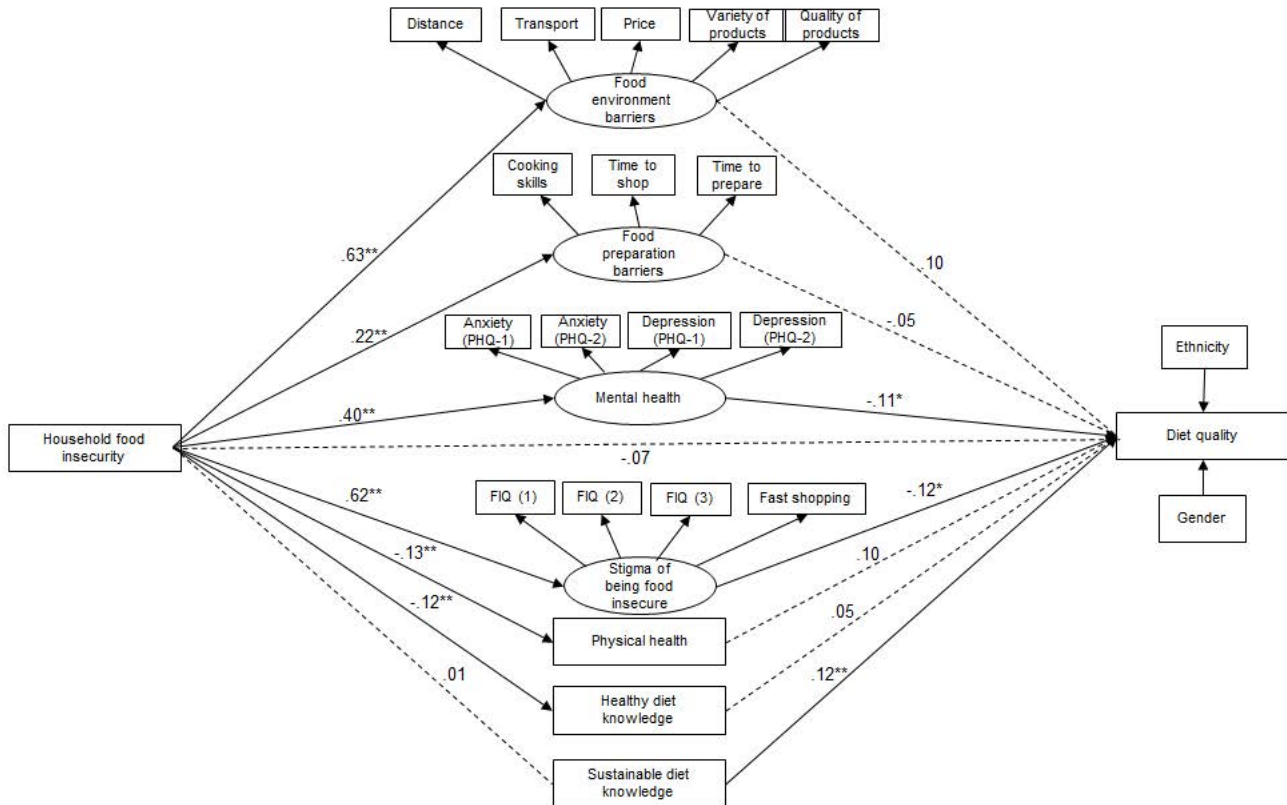 Distance
Transport
Price
Variety of
products
Quality of
products
Food
environment
barriers
Cooking
skills
Time to
shop
Time to
prepare
Food
preparation
barriers
.63**
.10
.22**
-.05
Anxiety
(PHQ-1)
Anxiety
(PHQ-2)
Depression
(PHQ-1)
Depression
(PHQ-2)
Mental health
.40**
-.11*
Ethnicity
Household food
insecurity
-.07
Diet quality
Gender
.62**
FIQ (1)
FIQ (2)
FIQ (3)
Fast shopping
-.12*
Stigma of
being food
insecure
-.13**
.10
Physical health
-.12**
.05
Healthy diet
knowledge
.01
.12**
Sustainable diet
knowledge